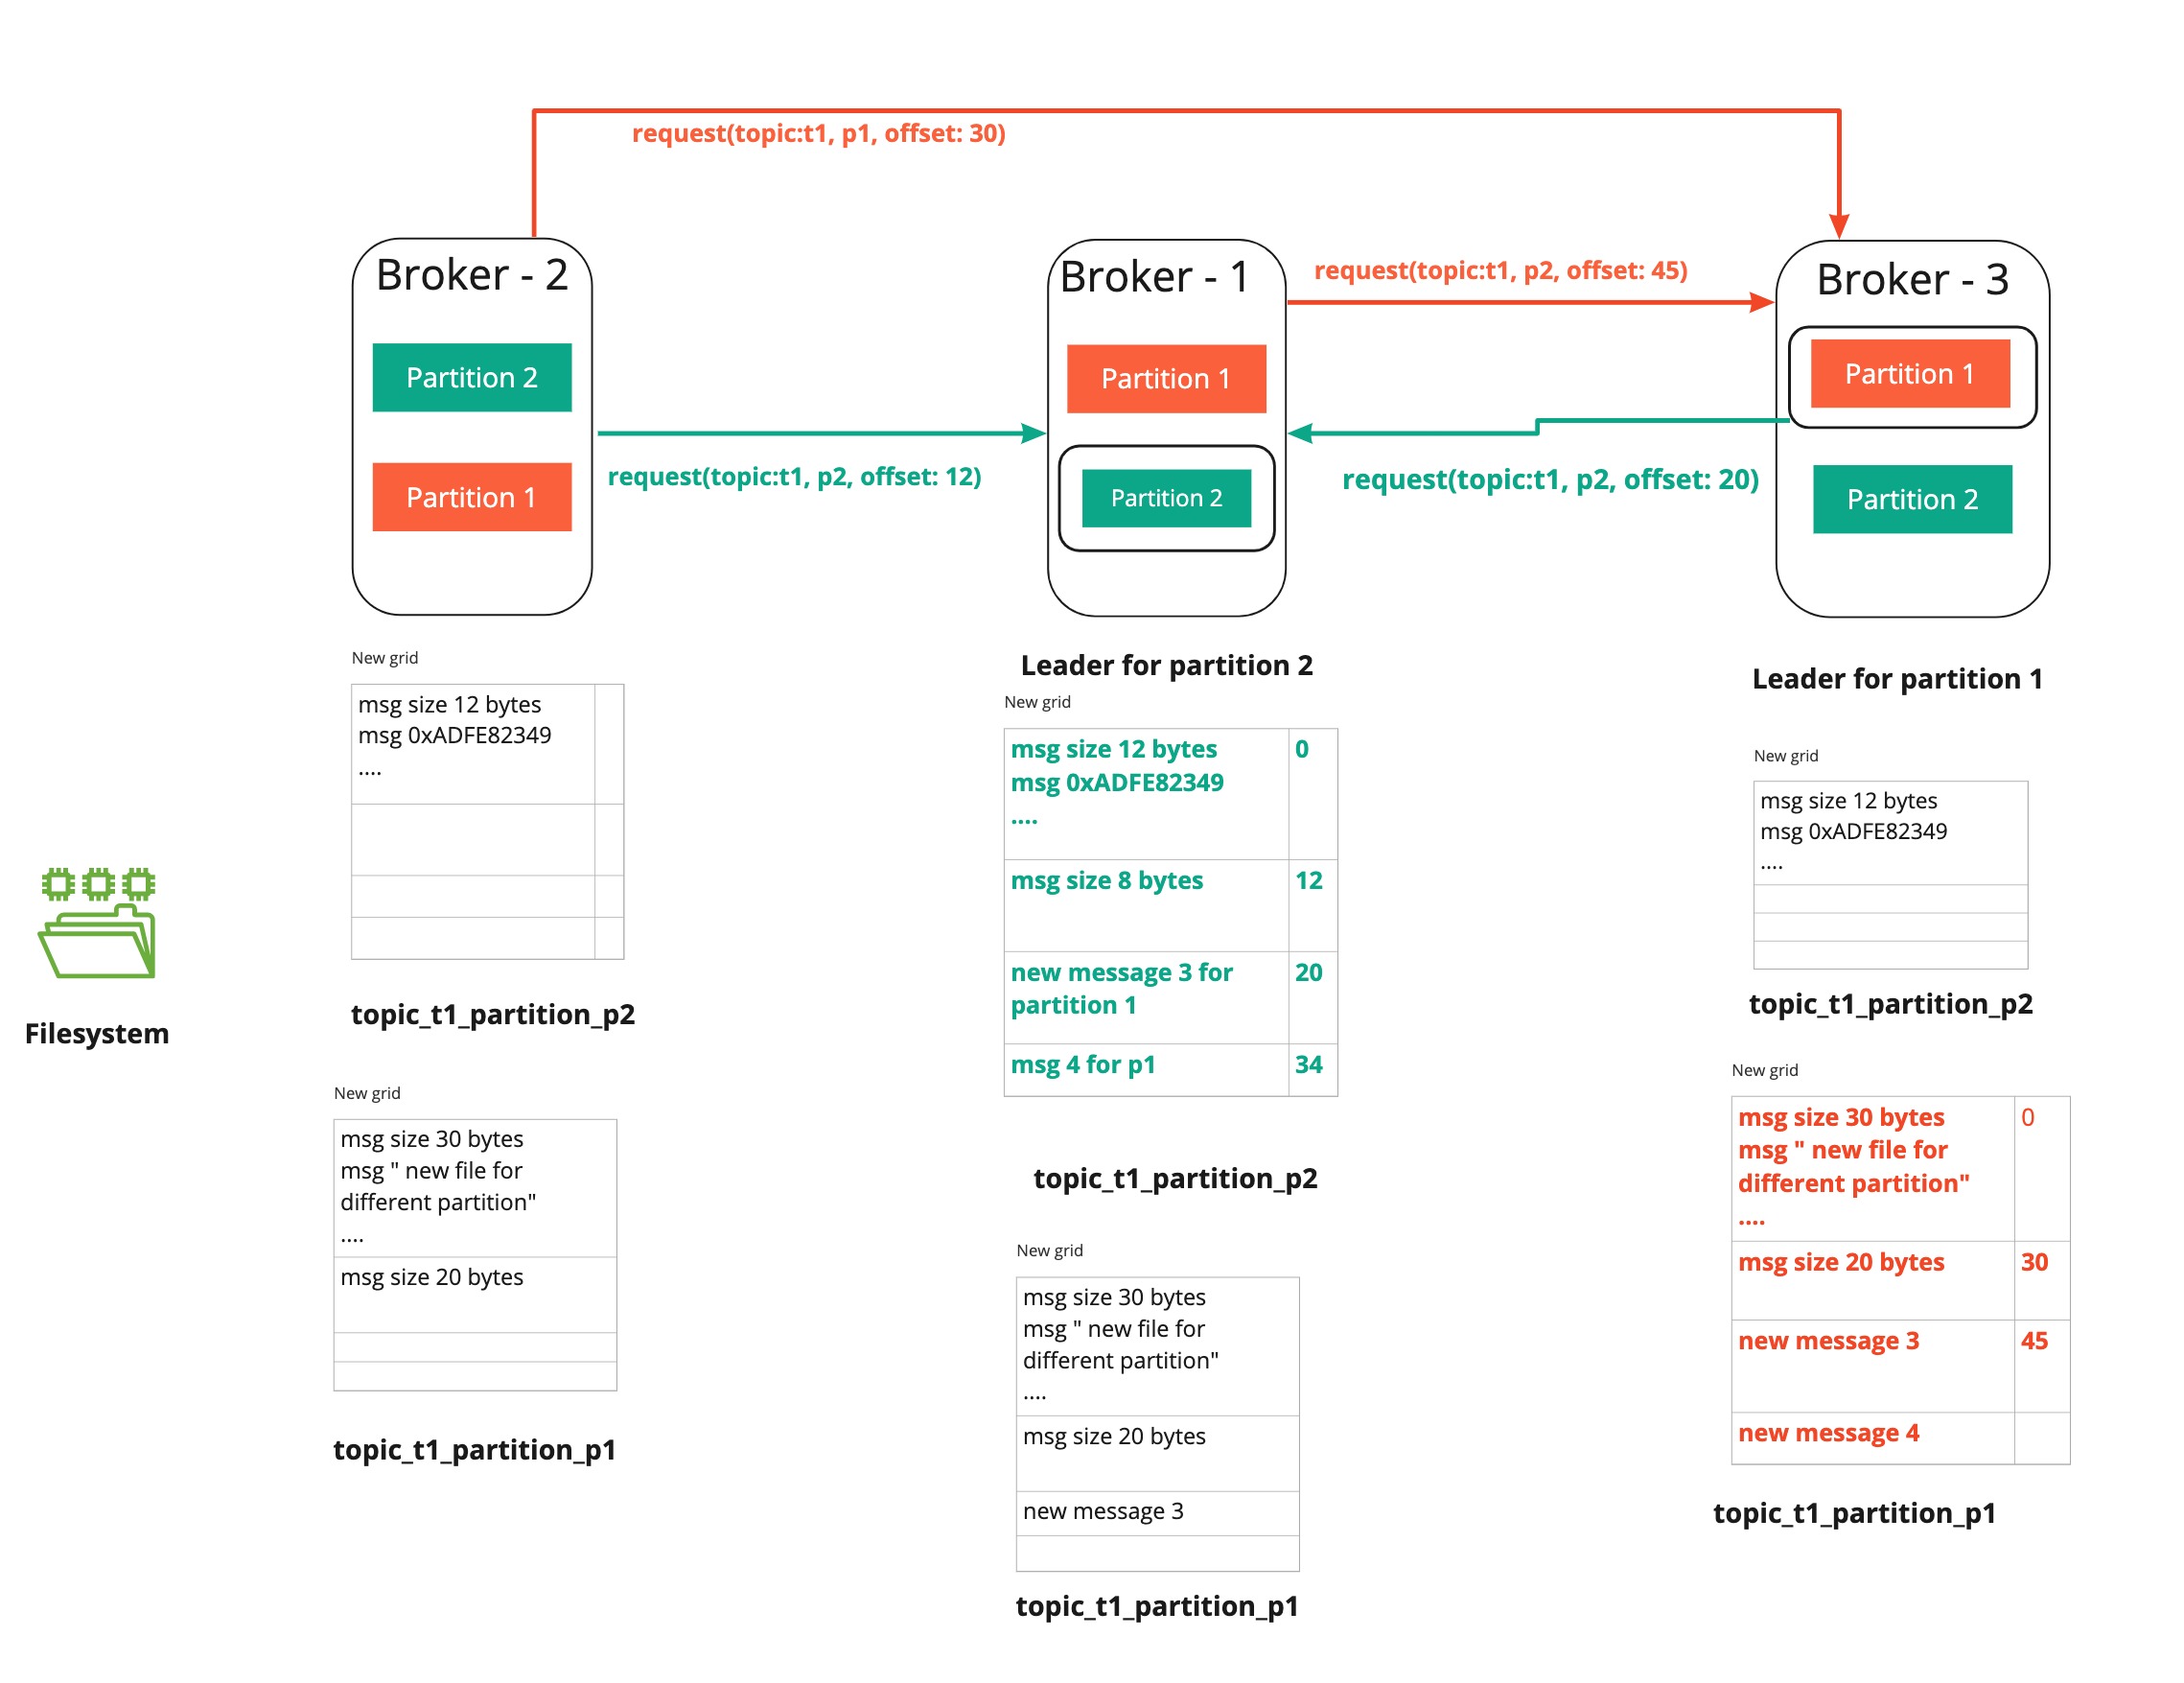 request(topic:t1, p1, offset: 30)
Broker - 2
Partition 2
Partition 1
request(topic:t1, p2, offset: 12)
Broker - 1
Partition 1
Partition 2
request(topic:t1, p2, offset: 45)
request(topic:t1, p2, offset: 20)
Broker - 3
Partition 1
Partition 2
Filesystem
New grid
msg size 12 bytes
msg 0xADFE82349
....
topic_t1_partition_p2
New grid
msg size 30 bytes
msg " new file for
different partition"
....
msg size 20 bytes
topic_t1_partition_p1
Leader for partition 2
New grid
msg size 12 bytes 0
msg 0xADFE82349
....
msg size 8 bytes 12
new message 3 for 20
partition 1
msg 4 for p1 34
topic_t1_partition_p2
New grid
msg size 30 bytes
msg " new file for
different partition"
....
msg size 20 bytes
new message 3
topic_t1_partition_p1
Leader for partition 1
New grid
msg size 12 bytes
msg 0xADFE82349
....
topic_t1_partition_p2
New grid
msg size 30 bytes 0
msg " new file for
different partition"
....
msg size 20 bytes 30
new message 3 45
new message 4
topic_t1_partition_p1